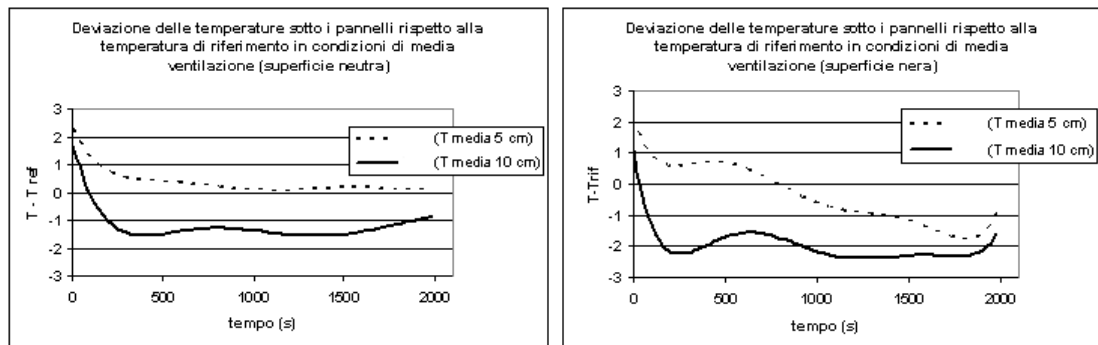 Deviazione delle temperature sotto i pannelli rispetto alla
temperatura di riferimento in condizioni di media
ventilazione (superficie neutra)
3
2
1
0
-1
-2
-3
T - T ref
(T media 5 cm)
(T media 10 cm)
0
500
1000
1500
2000
tempo (s)
Deviazione delle temperature sotto i pannelli rispetto alla
temperatura di riferimento in condizioni di media
ventilazione (superficie nera)
3
2
1
0
-1
-2
-3
T-Trif
(T media 5 cm)
(T media 10 cm)
0
500
1000
1500
2000
tempo (s)